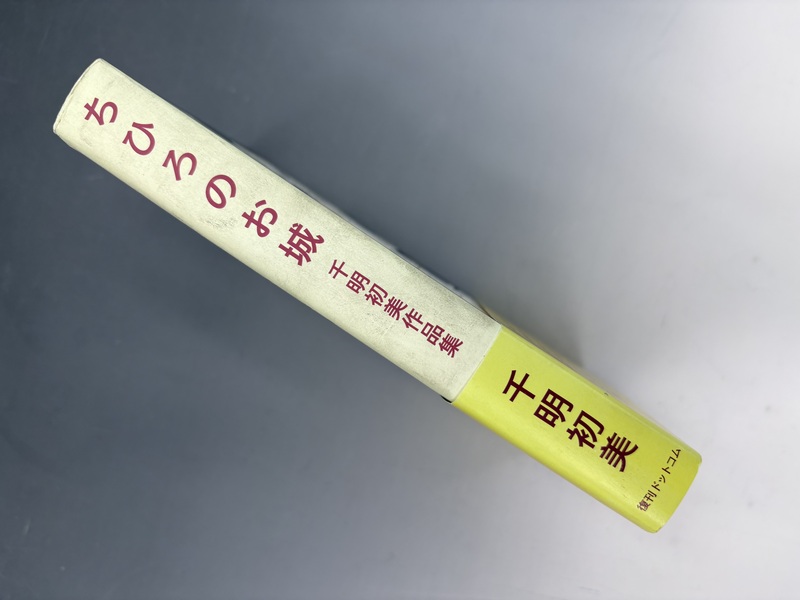 ちひろのお城
千明初美作品集
千明初美
復刊ドットコム